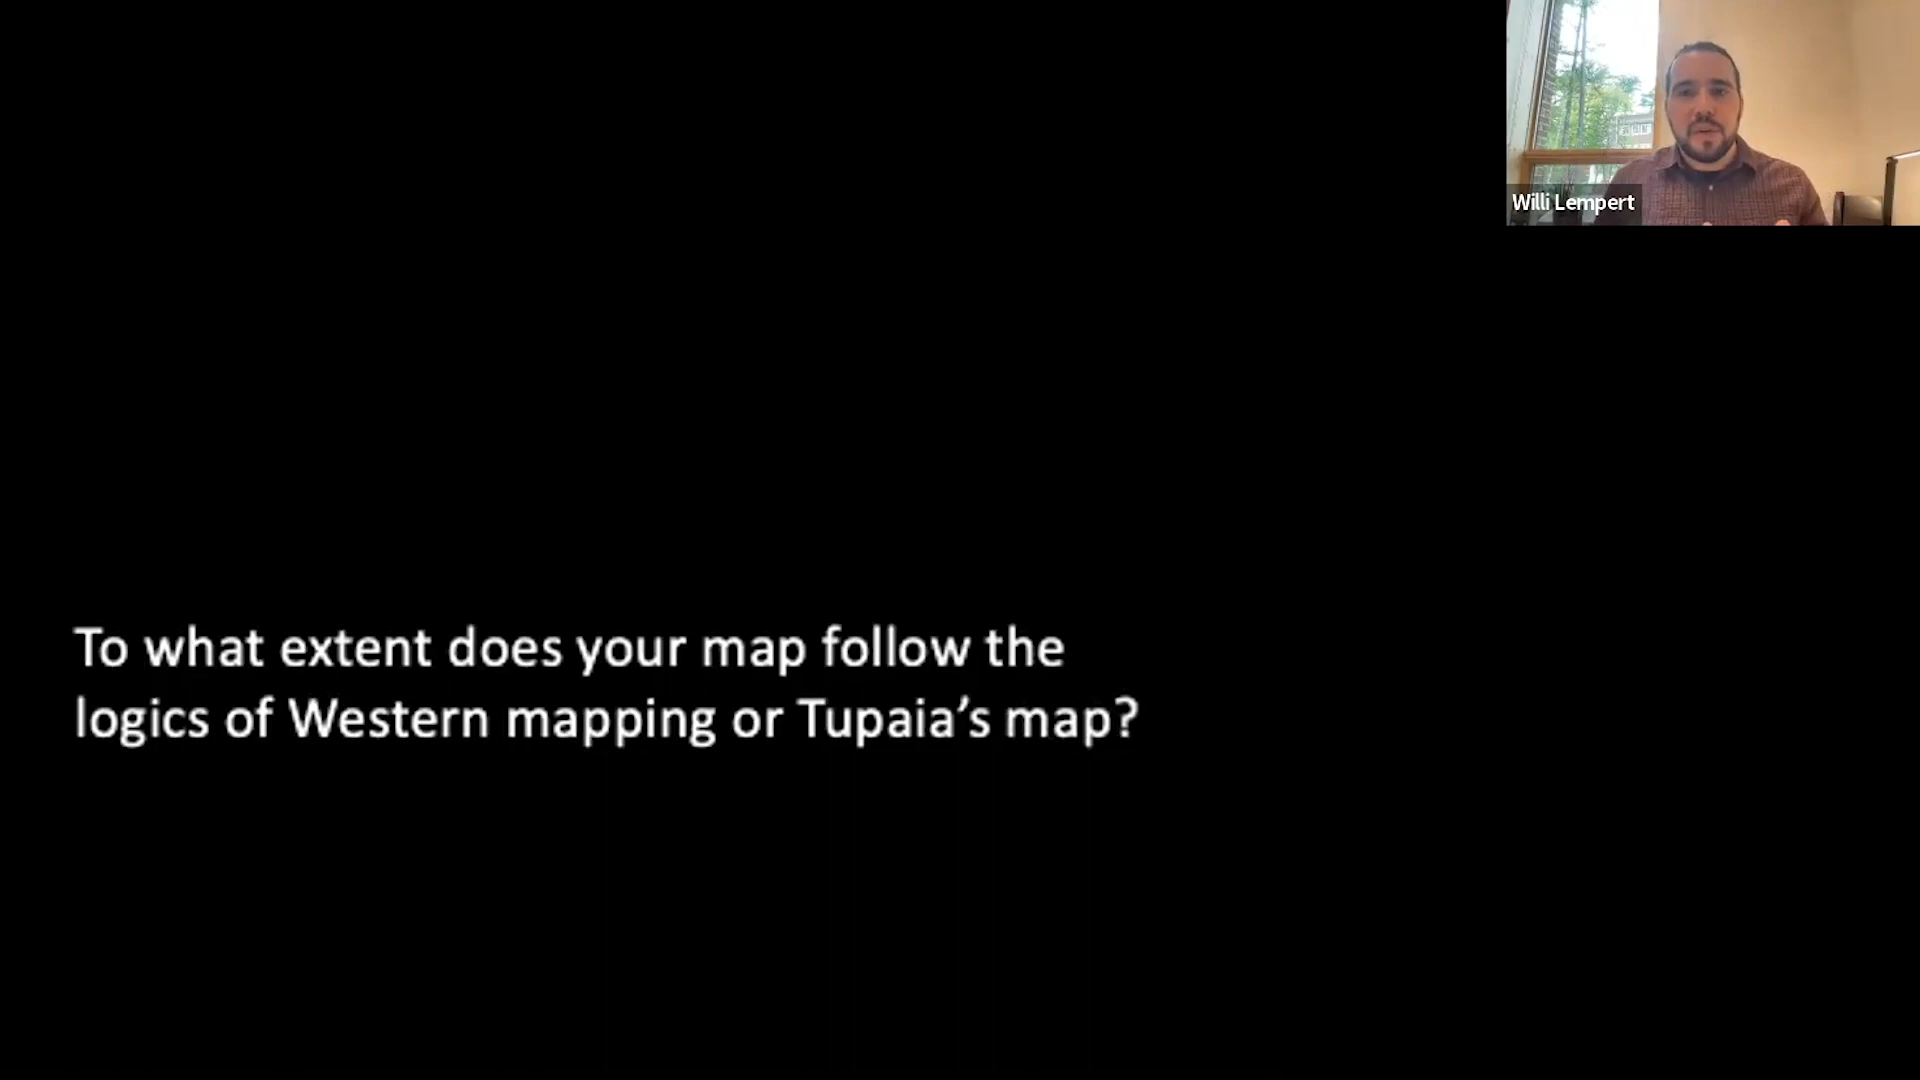 Willi Lempert
To what extent does your map follow the
logics of Western mapping or Tupaia’s map?